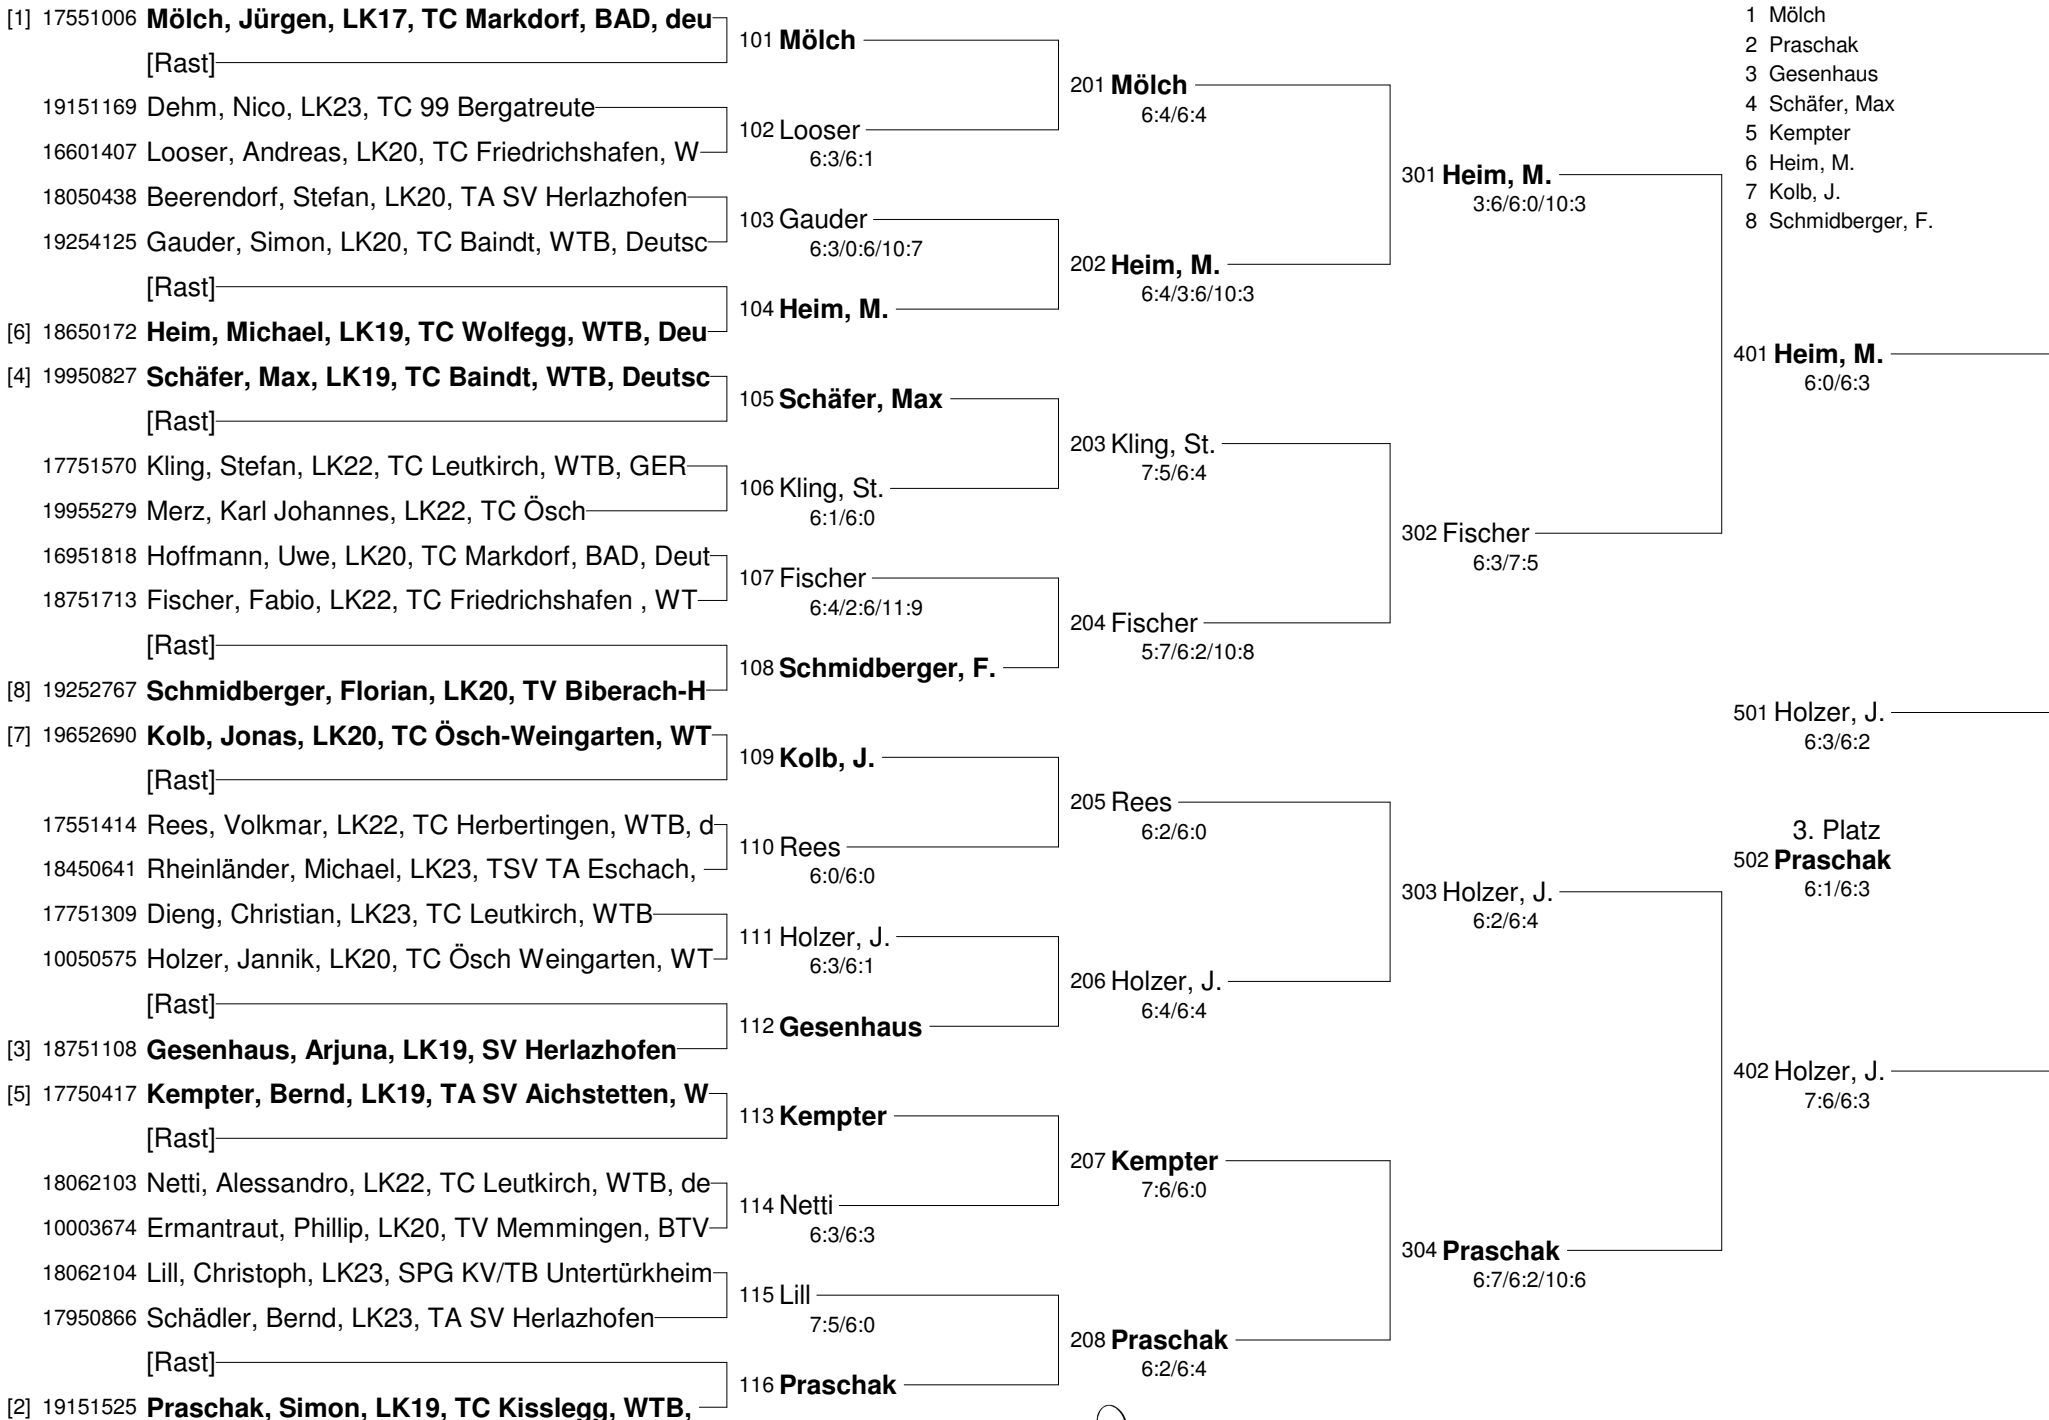 [1] 17551006 Mölch, Jürgen, LK17, TC Markdorf, BAD, deu
[Rast]
19151169 Dehm, Nico, LK23, TC 99 Bergatreute
16601407 Looser, Andreas, LK20, TC Friedrichshafen, W
18050438 Beerendorf, Stefan, LK20, TA SV Herlazhofen
19254125 Gauder, Simon, LK20, TC Baindt, WTB, Deutsc
[Rast]
[6] 18650172 Heim, Michael, LK19, TC Wolfegg, WTB, Deu
[4] 19950827 Schäfer, Max, LK19, TC Baindt, WTB, Deutsc
[Rast]
17751570 Kling, Stefan, LK22, TC Leutkirch, WTB, GER
19955279 Merz, Karl Johannes, LK22, TC Ösch
16951818 Hoffmann, Uwe, LK20, TC Markdorf, BAD, Deut
18751713 Fischer, Fabio, LK22, TC Friedrichshafen , WT
[Rast]
[8] 19252767 Schmidberger, Florian, LK20, TV Biberach-H
[7] 19652690 Kolb, Jonas, LK20, TC Ösch-Weingarten, WT
[Rast]
17551414 Rees, Volkmar, LK22, TC Herbertingen, WTB, d
18450641 Rheinländer, Michael, LK23, TSV TA Eschach,
17751309 Dieng, Christian, LK23, TC Leutkirch, WTB
10050575 Holzer, Jannik, LK20, TC Ösch Weingarten, WT
[Rast]
[3] 18751108 Gesenhaus, Arjuna, LK19, SV Herlazhofen
[5] 17750417 Kempter, Bernd, LK19, TA SV Aichstetten, W
[Rast]
18062103 Netti, Alessandro, LK22, TC Leutkirch, WTB, de
10003674 Ermantraut, Phillip, LK20, TV Memmingen, BTV
18062104 Lill, Christoph, LK23, SPG KV/TB Untertürkheim
17950866 Schädler, Bernd, LK23, TA SV Herlazhofen
[Rast]
[2] 19151525 Praschak, Simon, LK19, TC Kisslegg, WTB,
101 Mölch
102 Looser
6:3/6:1
103 Gauder
6:3/0:6/10:7
104 Heim, M.
105 Schäfer, Max
106 Kling, St.
6:1/6:0
107 Fischer
6:4/2:6/11:9
108 Schmidberger, F.
109 Kolb, J.
110 Rees
6:0/6:0
111 Holzer, J.
6:3/6:1
112 Gesenhaus
113 Kempter
114 Netti
6:3/6:3
115 Lill
7:5/6:0
116 Praschak
201 Mölch
6:4/6:4
202 Heim, M.
6:4/3:6/10:3
203 Kling, St.
7:5/6:4
204 Fischer
5:7/6:2/10:8
205 Rees
6:2/6:0
206 Holzer, J.
6:4/6:4
207 Kempter
7:6/6:0
208 Praschak
6:2/6:4
301 Heim, M.
3:6/6:0/10:3
302 Fischer
6:3/7:5
303 Holzer, J.
6:2/6:4
304 Praschak
6:7/6:2/10:6
1 Mölch
2 Praschak
3 Gesenhaus
4 Schäfer, Max
5 Kempter
6 Heim, M.
7 Kolb, J.
8 Schmidberger, F.
401 Heim, M.
6:0/6:3
501 Holzer, J.
6:3/6:2
3. Platz
502 Praschak
6:1/6:3
402 Holzer, J.
7:6/6:3